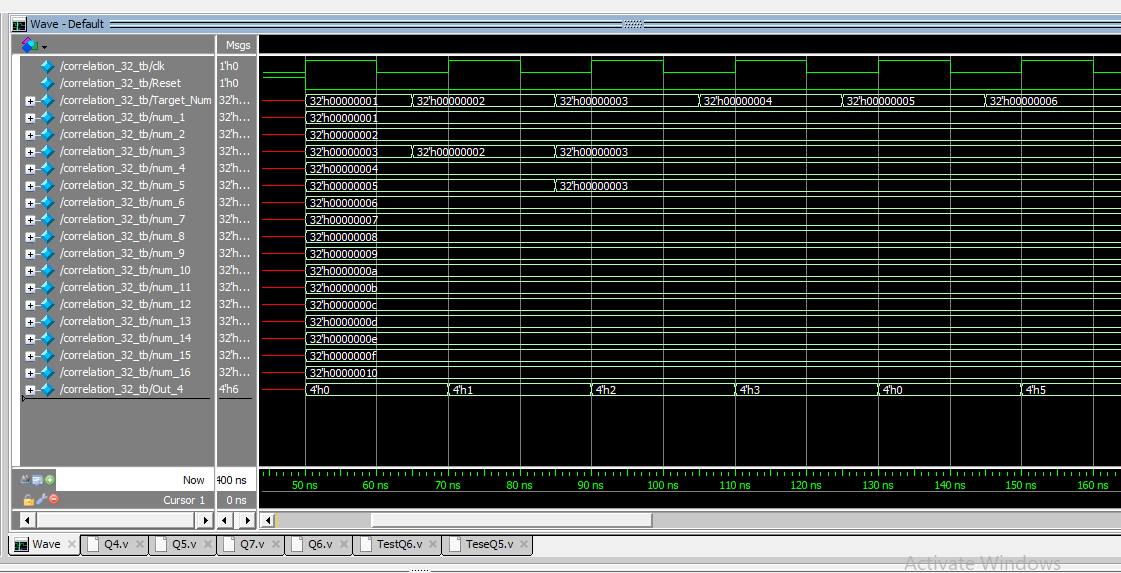 Wave - Default
Msgs
/correlation_32_tb/clk 1'h0
/correlation_32_tb/Reset 1'h0
/correlation_32_tb/Target_Num 32'h... 32'h00000001 32'h00000002 32'h00000003 32'h00000004 32'h00000005 32'h00000006
/correlation_32_tb/num_1 32'h... 32'h00000001
/correlation_32_tb/num_2 32'h... 32'h00000002
/correlation_32_tb/num_3 32'h... 32'h00000003 32'h00000002 32'h00000003
/correlation_32_tb/num_4 32'h... 32'h00000004
/correlation_32_tb/num_5 32'h... 32'h00000005 32'h00000003
/correlation_32_tb/num_6 32'h... 32'h00000006
/correlation_32_tb/num_7 32'h... 32'h00000007
/correlation_32_tb/num_8 32'h... 32'h00000008
/correlation_32_tb/num_9 32'h... 32'h00000009
/correlation_32_tb/num_10 32'h... 32'h0000000a
/correlation_32_tb/num_11 32'h... 32'h0000000b
/correlation_32_tb/num_12 32'h... 32'h0000000c
/correlation_32_tb/num_13 32'h... 32'h0000000d
/correlation_32_tb/num_14 32'h... 32'h0000000e
/correlation_32_tb/num_15 32'h... 32'h0000000f
/correlation_32_tb/num_16 32'h... 32'h00000010
/correlation_32_tb/Out_4 4'h6 4'h0 4'h1 4'h2 4'h3 4'h0 4'h5
Now 400 ns 50 ns 60 ns 70 ns 80 ns 90 ns 100 ns 110 ns 120 ns 130 ns 140 ns 150 ns 160 ns
Cursor 1 0 ns
Wave Q4.v Q5.v Q7.v Q6.v TestQ6.v TeseQ5.v
Activate Windows